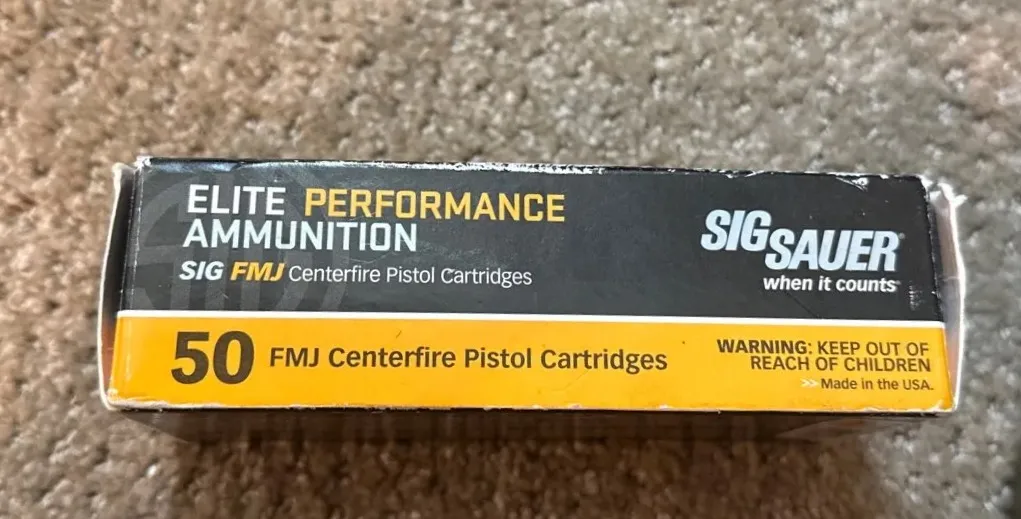 ELITE PERFORMANCE
AMMUNITION
SIG FMJ Centerfire Pistol Cartridges
SIG SAUER®
when it counts
50 FMJ Centerfire Pistol Cartridges
WARNING: KEEP OUT OF
REACH OF CHILDREN
>> Made in the USA.